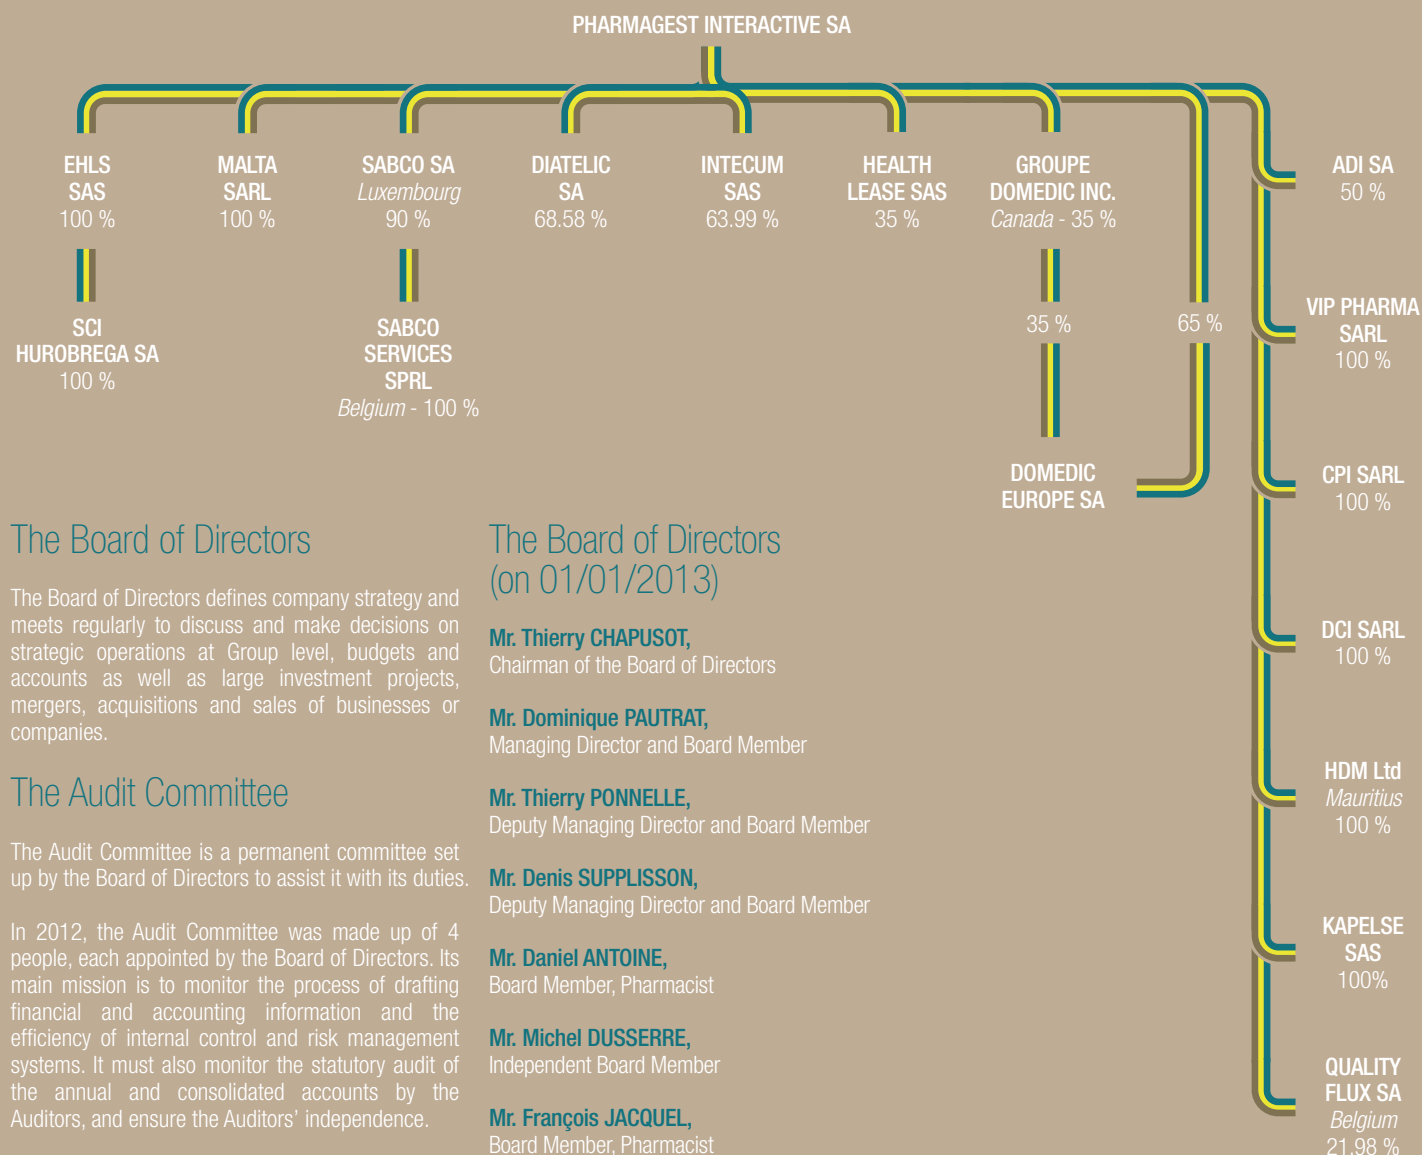 PHARMAGEST INTERACTIVE SA
EHLS
SAS
100 %
MALTA
SARL
100 %
SABCO SA
Luxembourg
90 %
DIATELIC
SA
68.58 %
INTECUM
SAS
63.99 %
HEALTH
LEASE SAS
35 %
GROUPE
DOMEDIC INC.
Canada - 35 %
ADI SA
50 %
SCI
HUROBREGA SA
100 %
SABCO
SERVICES
SPRL
Belgium - 100 %
35 %
65 %
DOMEDIC
EUROPE SA
VIP PHARMA
SARL
100 %
CPI SARL
100 %
DCI SARL
100 %
HDM Ltd
Mauritius
100 %
KAPELSE
SAS
100%
QUALITY
FLUX SA
Belgium
21.98 %
The Board of Directors
The Board of Directors defines company strategy and
meets regularly to discuss and make decisions on
strategic operations at Group level, budgets and
accounts as well as large investment projects,
mergers, acquisitions and sales of businesses or
companies.
The Audit Committee
The Audit Committee is a permanent committee set
up by the Board of Directors to assist it with its duties.
In 2012, the Audit Committee was made up of 4
people, each appointed by the Board of Directors. Its
main mission is to monitor the process of drafting
financial and accounting information and the
efficiency of internal control and risk management
systems. It must also monitor the statutory audit of
the annual and consolidated accounts by the
Auditors, and ensure the Auditors' independence.
The Board of Directors
(on 01/01/2013)
Mr. Thierry CHAPUSOT,
Chairman of the Board of Directors
Mr. Dominique PAUTRAT,
Managing Director and Board Member
Mr. Thierry PONNELLE,
Deputy Managing Director and Board Member
Mr. Denis SUPPLISSON,
Deputy Managing Director and Board Member
Mr. Daniel ANTOINE,
Board Member, Pharmacist
Mr. Michel DUSSERRE,
Independent Board Member
Mr. François JACQUEL,
Board Member, Pharmacist